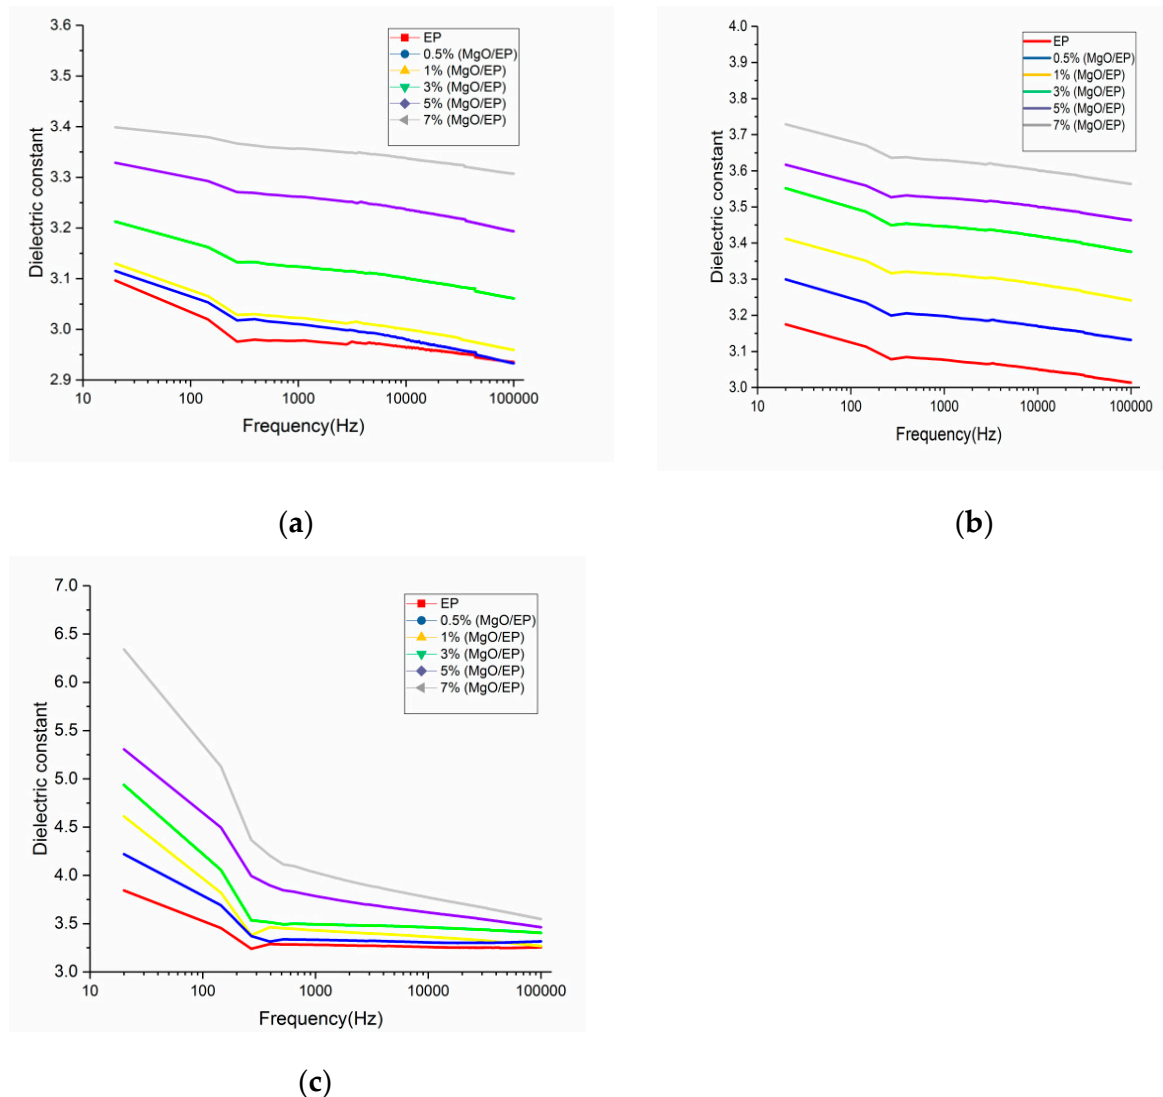 3.6
3.5
3.4
3.3
3.2
3.1
3.0
2.9
Dielectric constant
10
100
1000
10000
100000
Frequency(Hz)
EP
0.5% (MgO/EP)
1% (MgO/EP)
3% (MgO/EP)
5% (MgO/EP)
7% (MgO/EP)
(a)
4.0
3.9
3.8
3.7
3.6
3.5
3.4
3.3
3.2
3.1
3.0
Dielectric constant
10
100
1000
10000
100000
Frequency(Hz)
EP
0.5% (MgO/EP)
1% (MgO/EP)
3% (MgO/EP)
5% (MgO/EP)
7% (MgO/EP)
(b)
7.0
6.5
6.0
5.5
5.0
4.5
4.0
3.5
3.0
Dielectric constant
10
100
1000
10000
100000
Frequency(Hz)
EP
0.5% (MgO/EP)
1% (MgO/EP)
3% (MgO/EP)
5% (MgO/EP)
7% (MgO/EP)
(c)